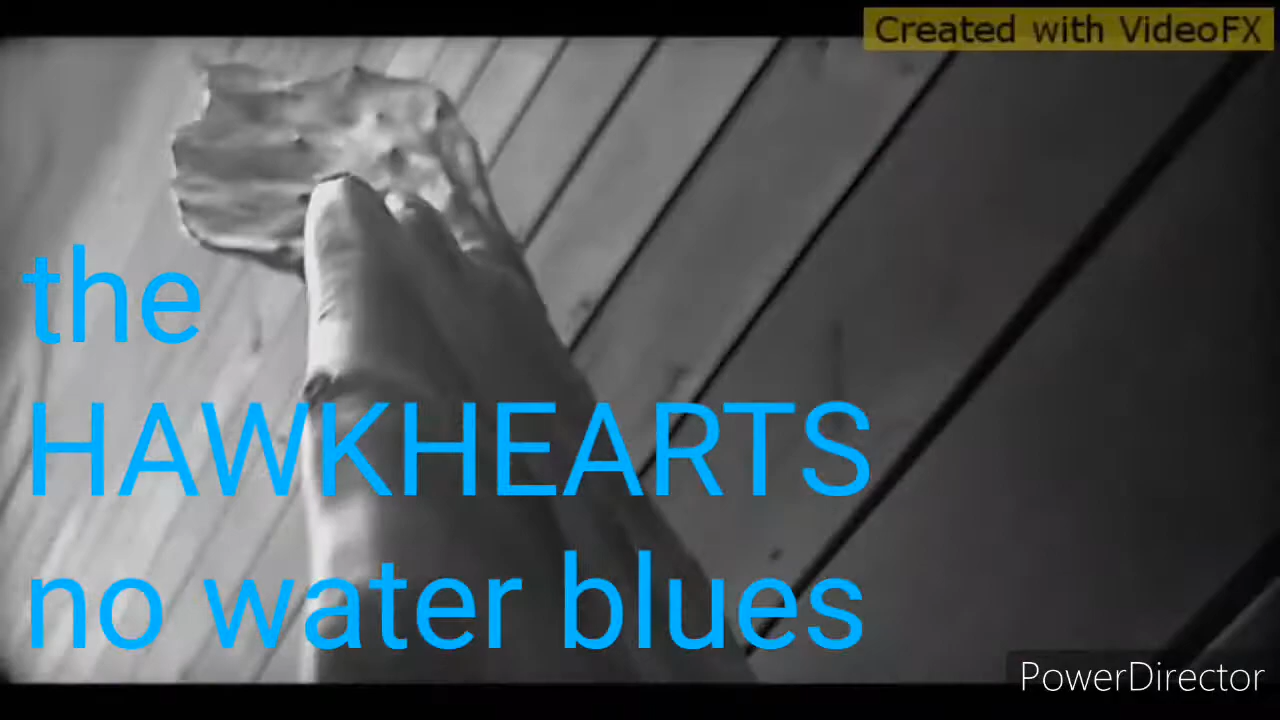 Created with VideoFX
the
HAWKHEARTS
no water blues
PowerDirector